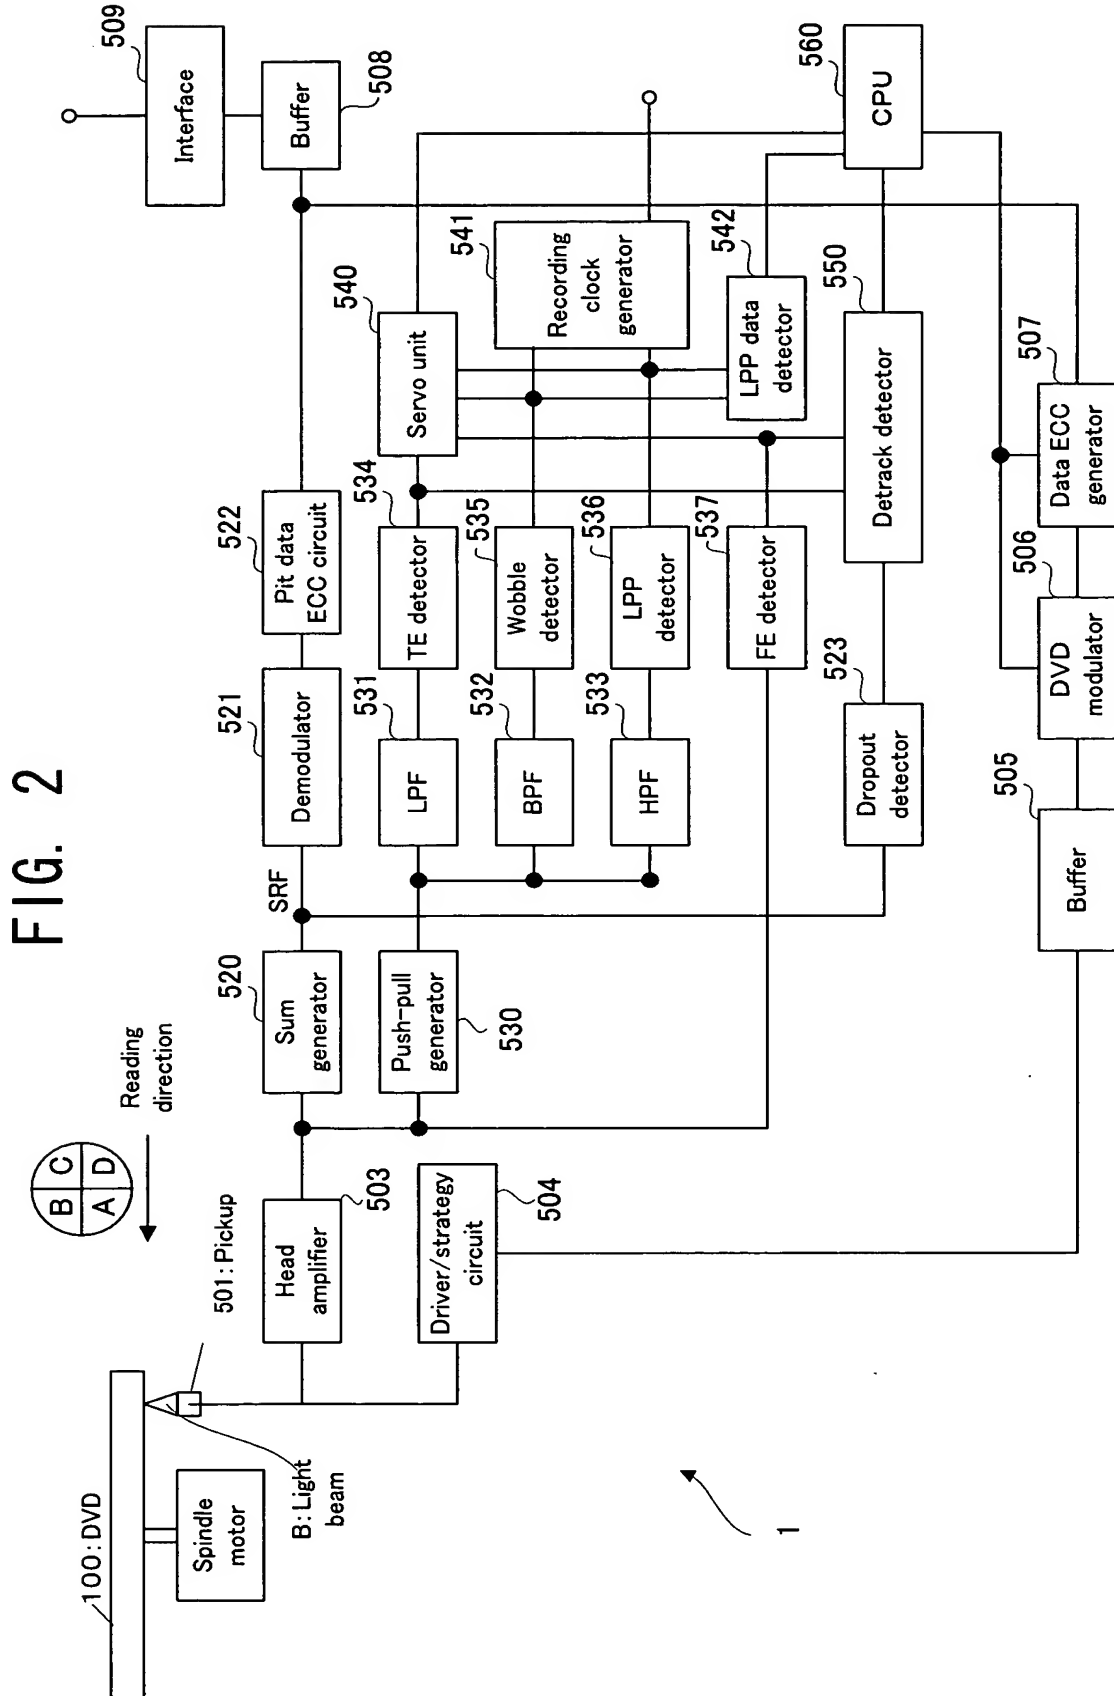 FIG. 2
100:DVD
Spindle
motor
B:Light
beam
501:Pickup
B
C
A
D
Reading
direction
Head
amplifier
503
Driver/strategy
circuit
504
Sum
generator
520
Push-pull
generator
530
SRF
Demodulator
521
Pit data
ECC circuit
522
LPF
531
BPF
532
HPF
533
TE detector
534
Wobble
detector
535
LPP
detector
536
FE detector
537
Dropout
detector
523
Servo unit
540
Recording
clock
generator
541
LPP data
detector
542
Detrack detector
550
CPU
560
Interface
509
Buffer
508
Buffer
505
DVD
modulator
506
Data ECC
generator
507
1